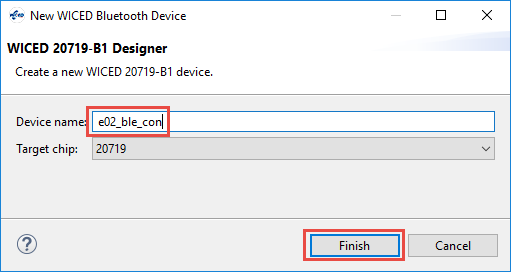 New WICED Bluetooth Device
WICED 20719-B1 Designer
Create a new WICED 20719-B1 device.
Device name: e02_ble_con
Target chip: 20719
? Finish Cancel